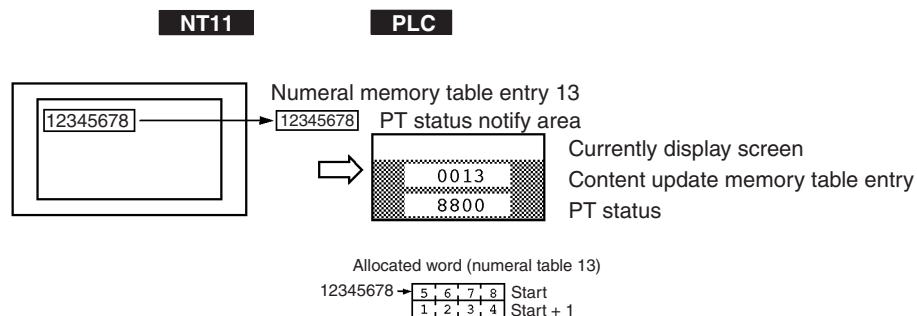 NT11 PLC
Numeral memory table entry 13
12345678 12345678 PT status notify area
Currently display screen
0013 Content update memory table entry
8800 PT status
Allocated word (numeral table 13)
12345678 5 6 7 8 Start
1 2 3 4 Start + 1